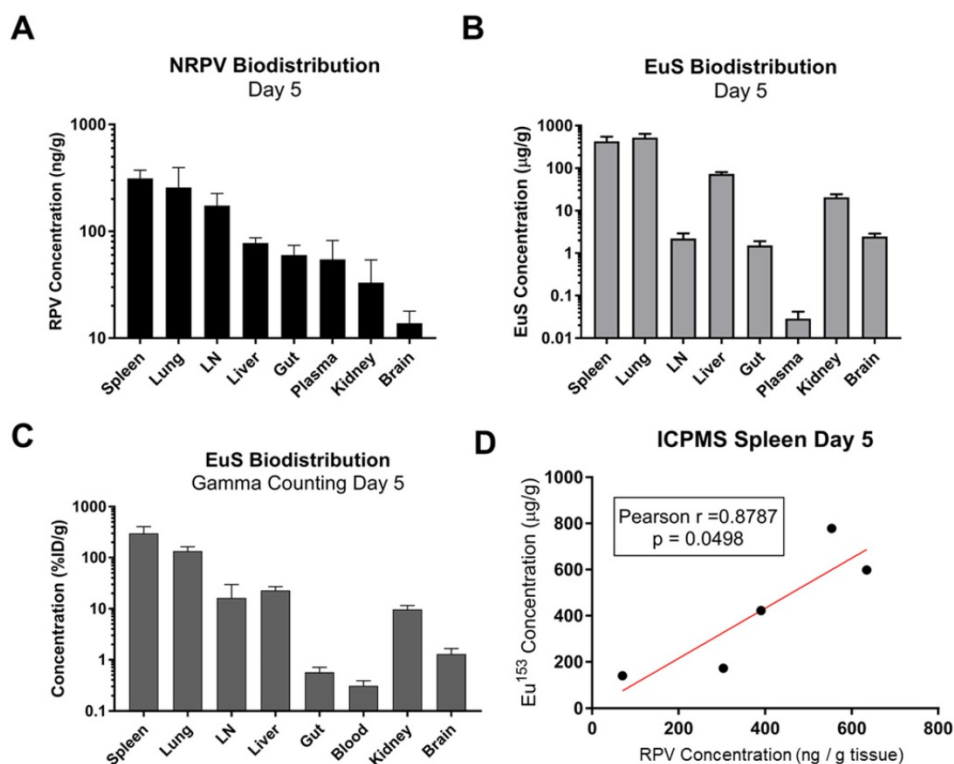 A
NRPV Biodistribution
Day 5
RPV Concentration (ng/g)
1000
100
10
Spleen
Lung
LN
Liver
Gut
Plasma
Kidney
Brain
B
EuS Biodistribution
Day 5
EuS Concentration (µg/g)
1000
100
10
1
0.1
0.01
Spleen
Lung
LN
Liver
Gut
Plasma
Kidney
Brain
C
EuS Biodistribution
Gamma Counting Day 5
Concentration (%ID/g)
1000
100
10
1
0.1
Spleen
Lung
LN
Liver
Gut
Blood
Kidney
Brain
D
ICPMS Spleen Day 5
Eu¹⁵³ Concentration (µg/g)
1000
800
600
400
200
0
Pearson r =0.8787
p = 0.0498
0 200 400 600 800
RPV Concentration (ng / g tissue)